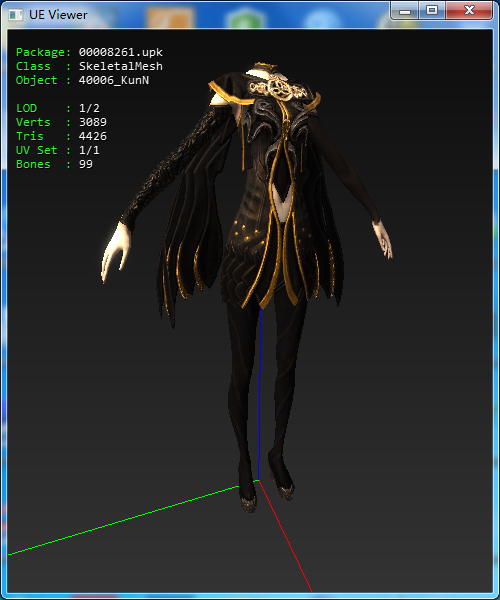 UE Viewer
Package: 00008261.upk
Class : SkeletalMesh
Object : 40006_KunN
LOD : 1/2
Verts : 3089
Tris : 4426
UV Set : 1/1
Bones : 99